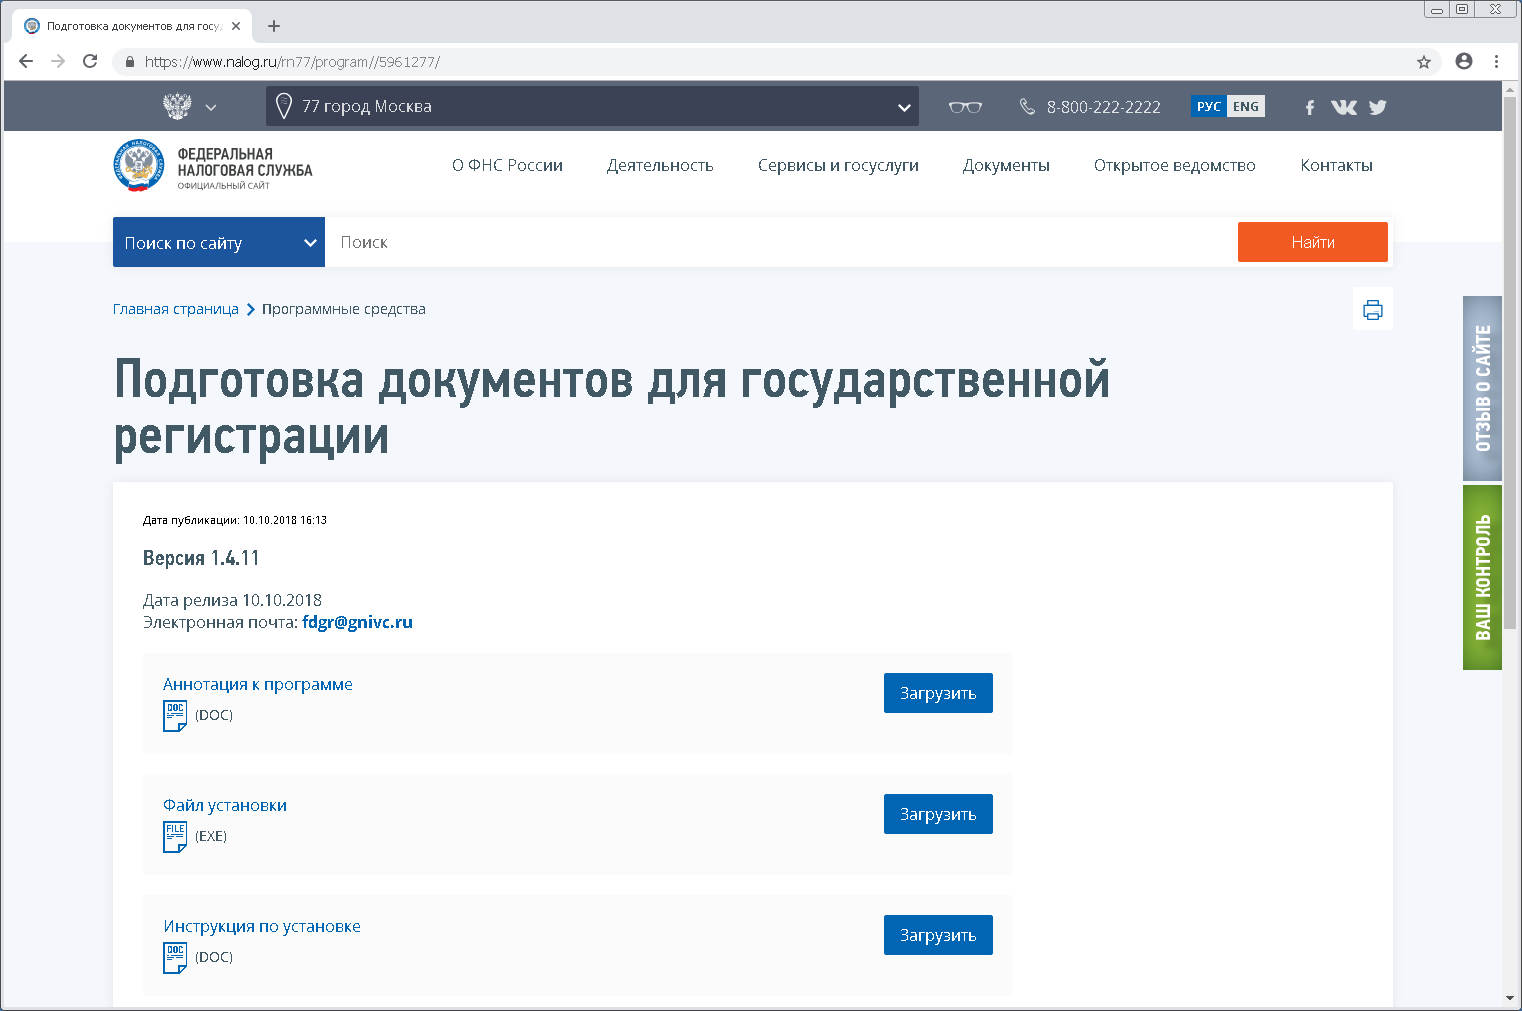 Подготовка документов для госу
https://www.nalog.ru/rn77/program//5961277/
77 город Москва
8-800-222-2222
РУС ENG
ФЕДЕРАЛЬНАЯ
НАЛОГОВАЯ СЛУЖБА
ОФИЦИАЛЬНЫЙ САЙТ
О ФНС России
Деятельность
Сервисы и госуслуги
Документы
Открытое ведомство
Контакты
Поиск по сайту
Поиск
Найти
Главная страница
Программные средства
ОТЗЫВ О САЙТЕ
ВАШ КОНТРОЛЬ
Подготовка документов для государственной
регистрации
Дата публикации: 10.10.2018 16:13
Версия 1.4.11
Дата релиза 10.10.2018
Электронная почта: fdgr@gnivc.ru
Аннотация к программе
Загрузить
DOC
(DOC)
Файл установки
Загрузить
FILE
(EXE)
Инструкция по установке
Загрузить
DOC
(DOC)